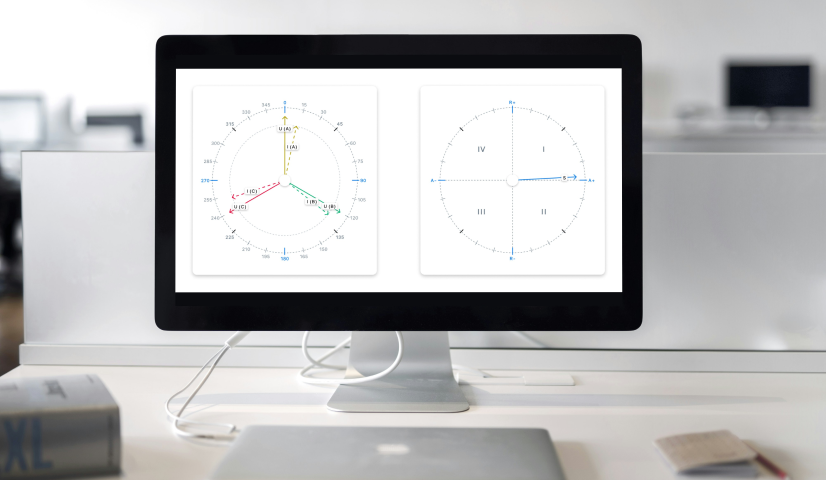 0
15
45
60
75
90
105
120
135
150
165
180
195
210
225
240
255
270
285
300
315
330
345
U (A)
I (A)
I (B)
U (B)
I (C)
U (C)
R+
A+
A-
IV
I
III
II
S
XL